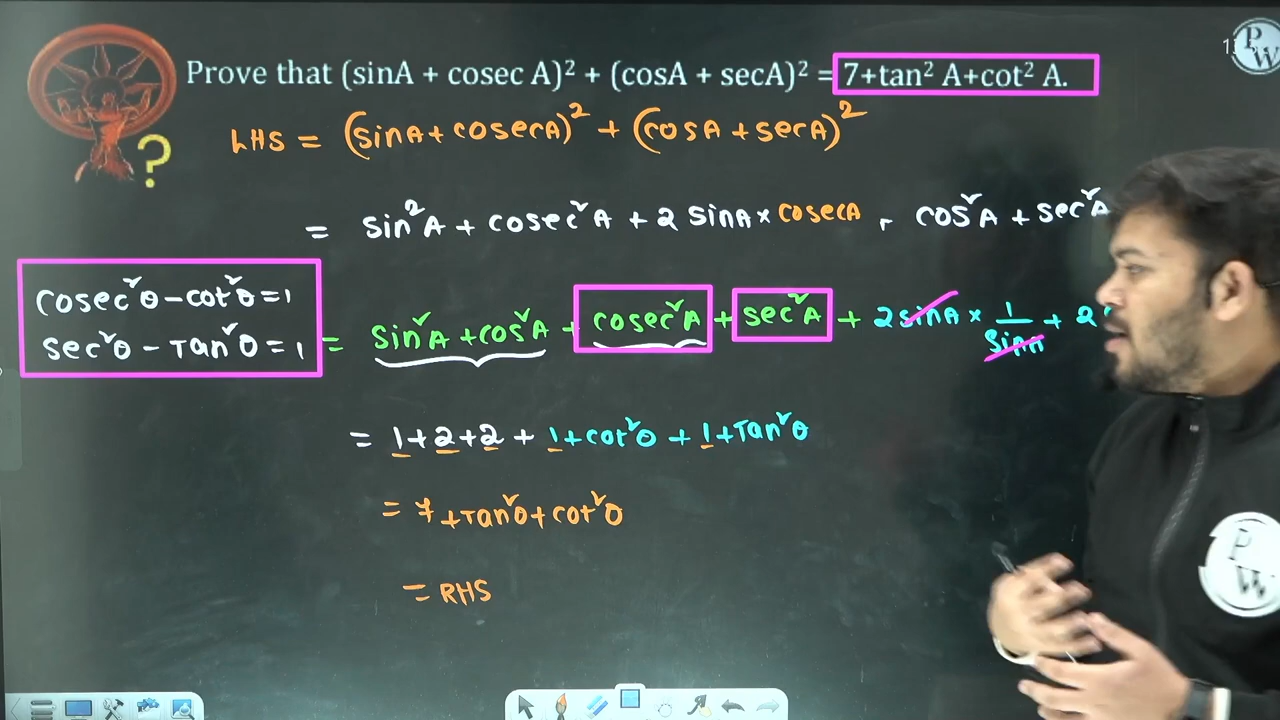 Prove that (sinA + cosec A)² + (cosA + secA)² = 7+tan² A+cot² A.
LHS = (sinA + cosecA)² + (cosA + secA)²
= sin²A + cosec²A + 2 sinA × cosecA + cos²A + sec²A
cosec²θ - cot²θ = 1
sec²θ - Tan²θ = 1
= sin²A + cos²A + cosec²A + sec²A + 2 sinA × 1/sinA + 2
= 1+2+2 + 1+cot²θ + 1+Tan²θ
= 7+Tan²θ+cot²θ
= RHS
?
P W
P W